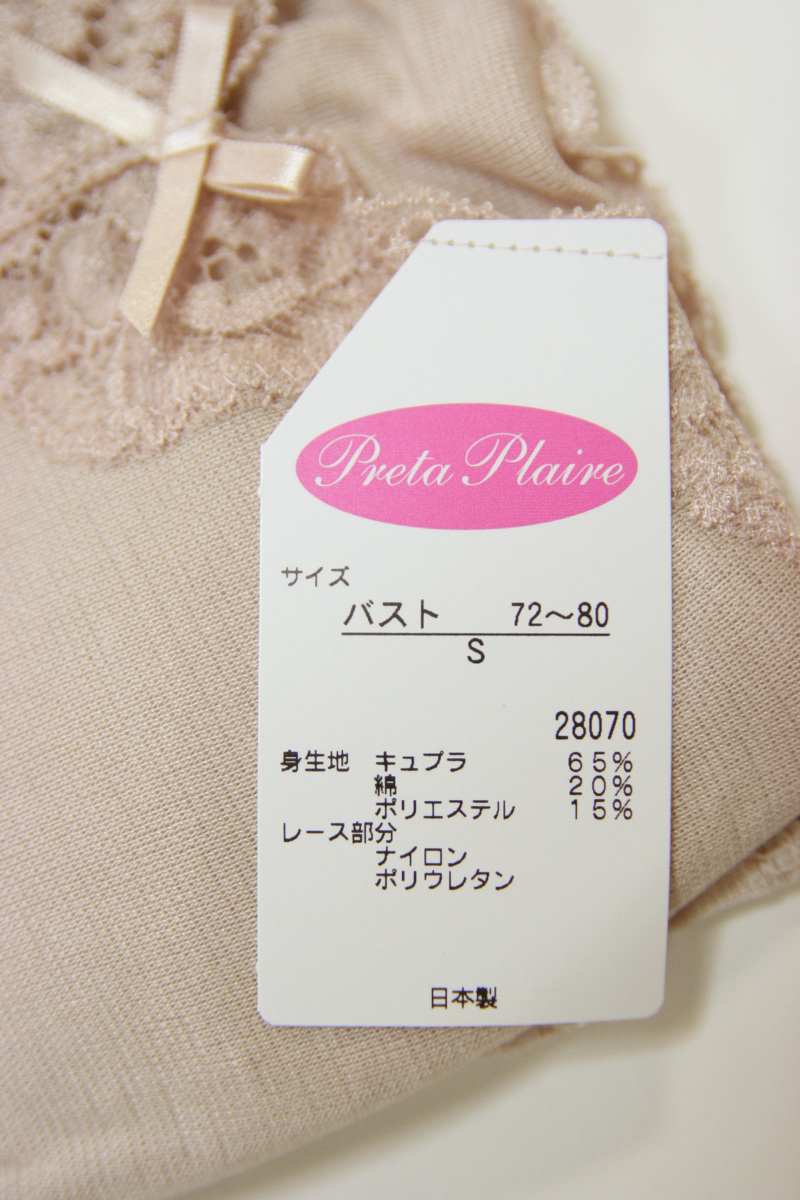 Preta Plaire
サイズ
バスト 72〜80
S
28070
身生地 キュプラ 65%
綿 20%
ポリエステル 15%
レース部分
ナイロン
ポリウレタン
日本製